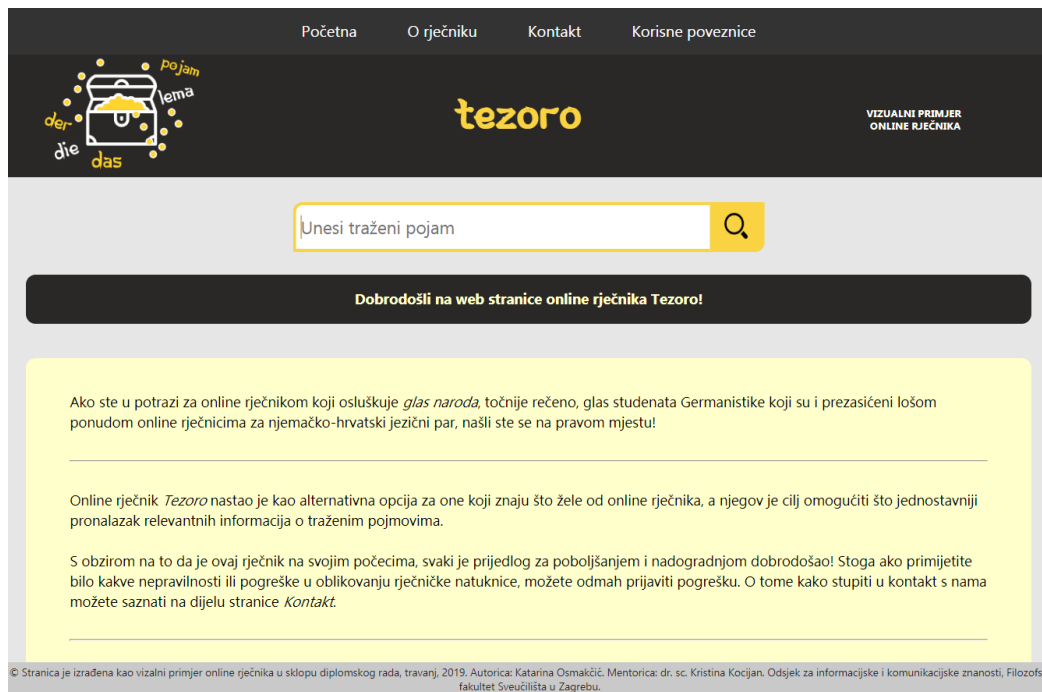 Početna O rječniku Kontakt Korisne poveznice
pojam
lema
der
die
das
tezoro
VIZUALNI PRIMJER
ONLINE RJEČNIKA
Unesi traženi pojam
Dobrodošli na web stranice online rječnika Tezoro!
Ako ste u potrazi za online rječnikom koji osluškuje glas naroda, točnije rečeno, glas studenata Germanistike koji su i prezasićeni lošom
ponudom online rječnicima za njemačko-hrvatski jezični par, našli ste se na pravom mjestu!
Online rječnik Tezoro nastao je kao alternativna opcija za one koji znaju što žele od online rječnika, a njegov je cilj omogućiti što jednostavniji
pronalazak relevantnih informacija o traženim pojmovima.
S obzirom na to da je ovaj rječnik na svojim počecima, svaki je prijedlog za poboljšanjem i nadogradnjom dobrodošao! Stoga ako primijetite
bilo kakve nepravilnosti ili pogreške u oblikovanju rječničke natuknice, možete odmah prijaviti pogrešku. O tome kako stupiti u kontakt s nama
možete saznati na dijelu stranice Kontakt.
© Stranica je izrađena kao vizalni primjer online rječnika u sklopu diplomskog rada, travanj, 2019. Autorica: Katarina Osmakčić. Mentorica: dr. sc. Kristina Kocijan. Odsjek za informacijske i komunikacijske znanosti, Filozofs
fakultet Sveučilišta u Zagrebu.